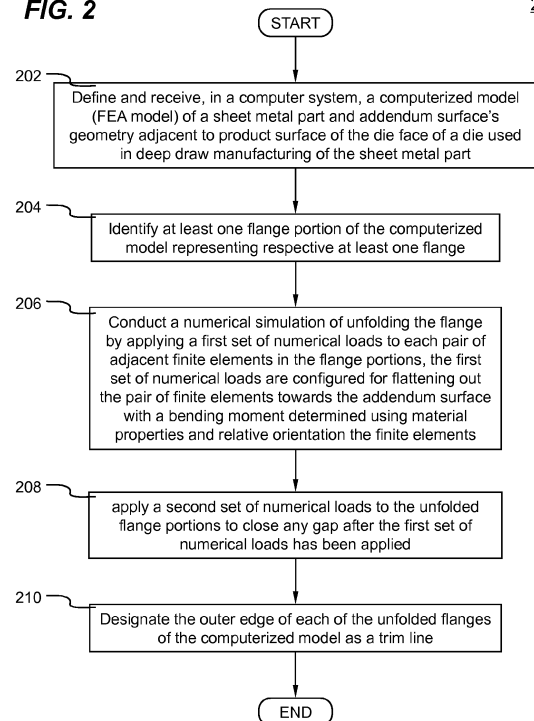 FIG. 2
START
202
Define and receive, in a computer system, a computerized model
(FEA model) of a sheet metal part and addendum surface's
geometry adjacent to product surface of the die face of a die used
in deep draw manufacturing of the sheet metal part
204
Identify at least one flange portion of the computerized
model representing respective at least one flange
206
Conduct a numerical simulation of unfolding the flange
by applying a first set of numerical loads to each pair of
adjacent finite elements in the flange portions, the first
set of numerical loads are configured for flattening out
the pair of finite elements towards the addendum surface
with a bending moment determined using material
properties and relative orientation the finite elements
208
apply a second set of numerical loads to the unfolded
flange portions to close any gap after the first set of
numerical loads has been applied
210
Designate the outer edge of each of the unfolded flanges
of the computerized model as a trim line
END